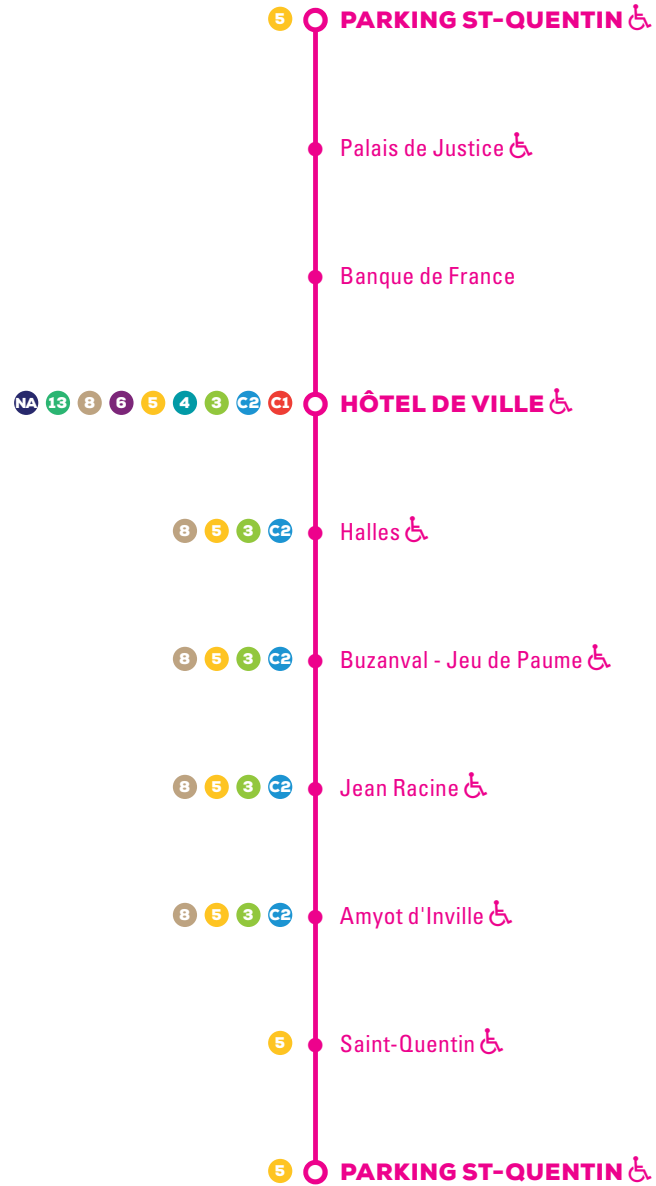 5 PARKING ST-QUENTIN
Palais de Justice
Banque de France
NA 13 8 6 5 4 3 C2 C1 HÔTEL DE VILLE
8 5 3 C2 Halles
8 5 3 C2 Buzanval - Jeu de Paume
8 5 3 C2 Jean Racine
8 5 3 C2 Amyot d'Inville
5 Saint-Quentin
5 PARKING ST-QUENTIN